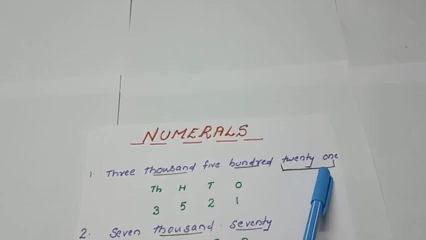 NUMERALS
1. Three thousand five hundred twenty one
Th H T O
3 5 2 1
2. Seven thousand seventy